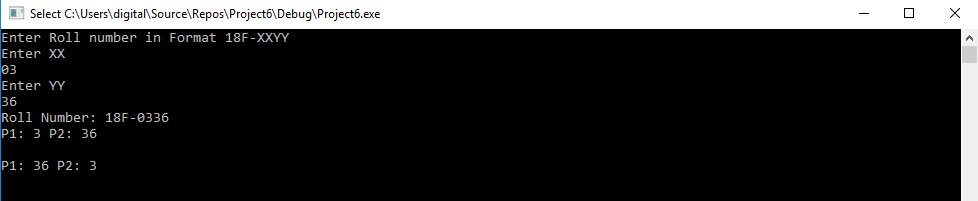 Select C:\Users\digital\Source\Repos\Project6\Debug\Project6.exe
Enter Roll number in Format 18F-XXYY
Enter XX
03
Enter YY
36
Roll Number: 18F-0336
P1: 3 P2: 36
P1: 36 P2: 3